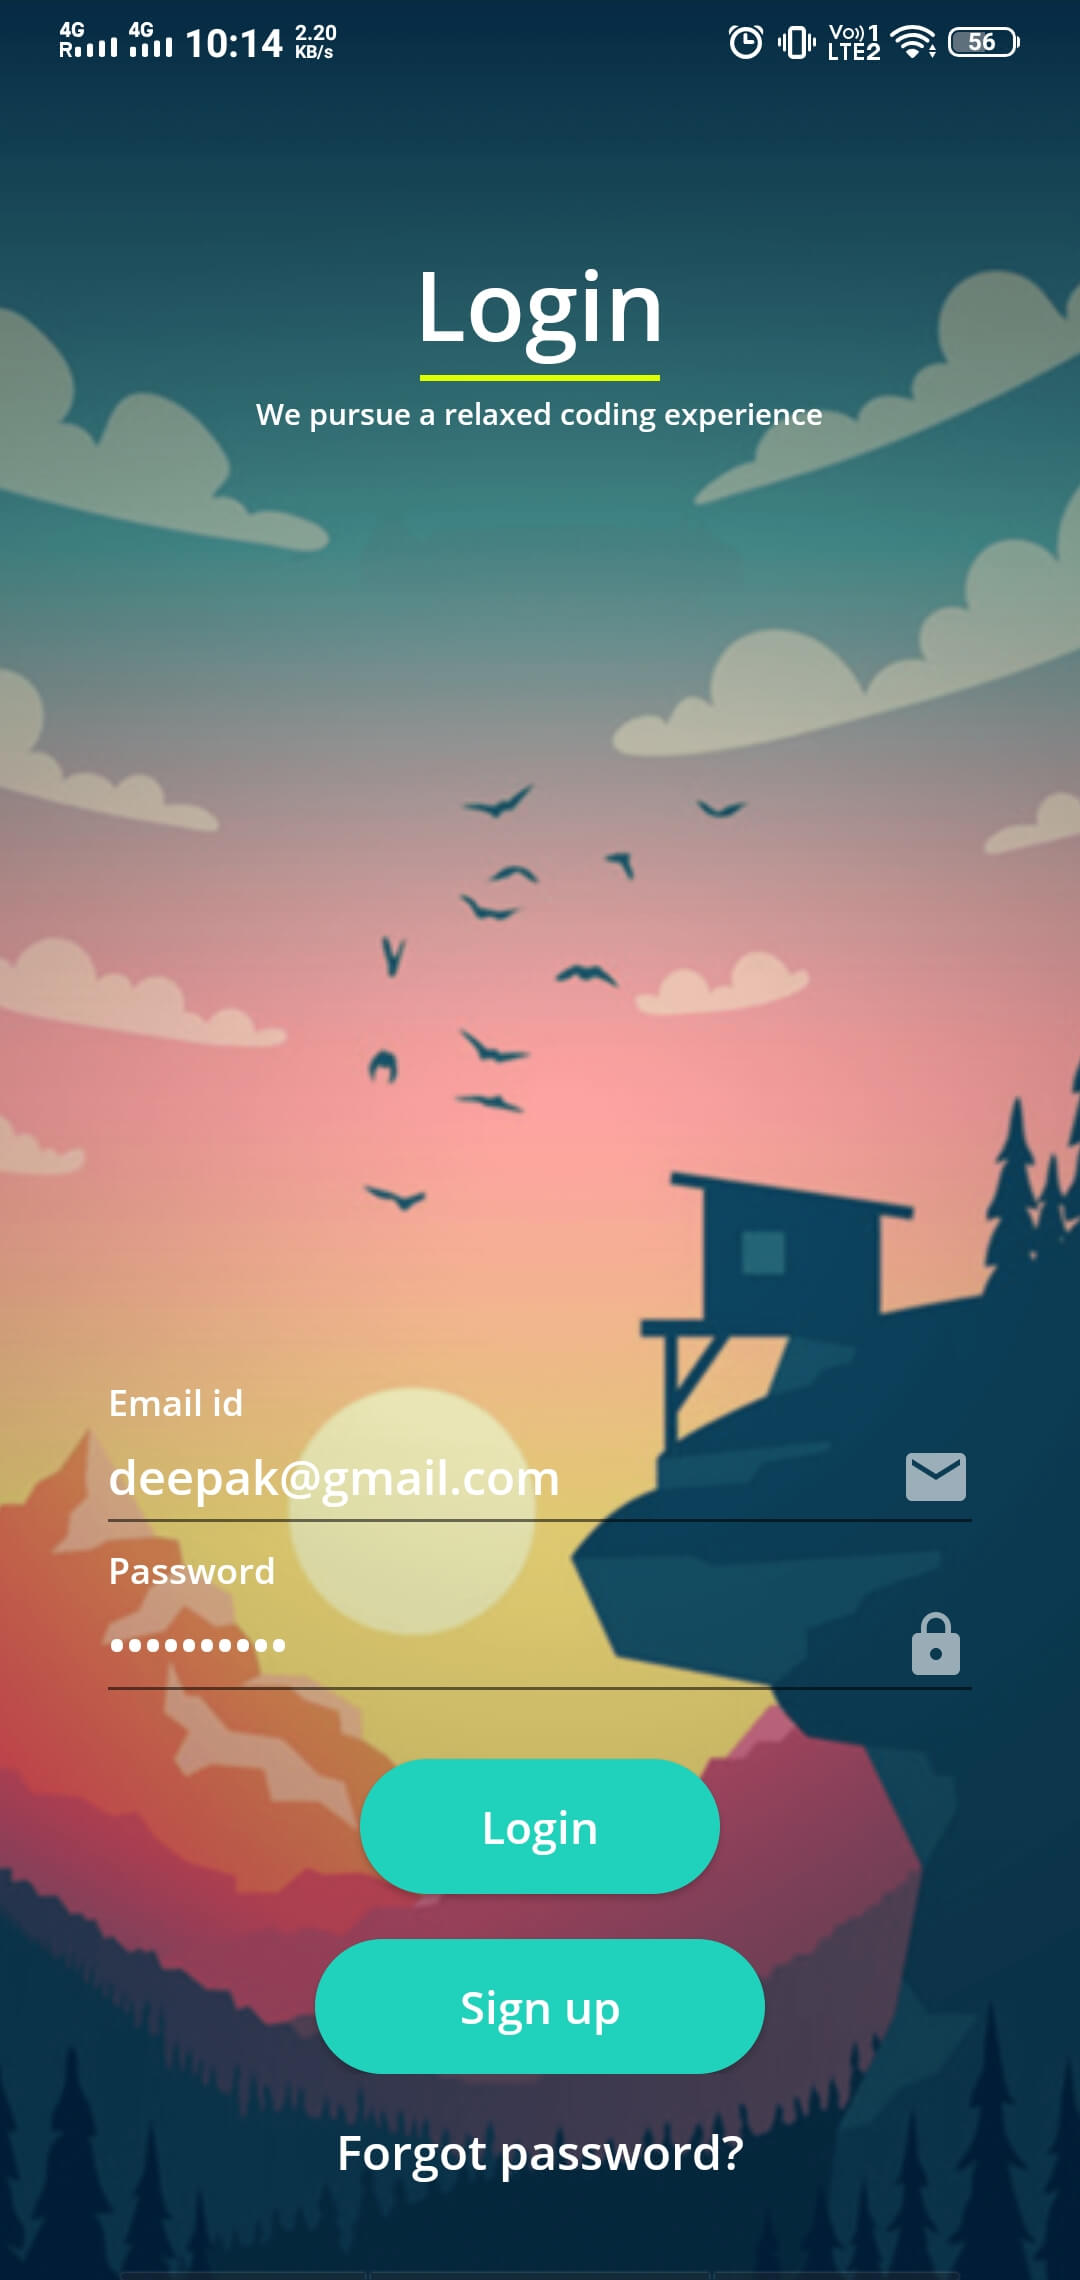 4G 4G 10:14 2.20 Vo)) 1
R KB/s LTE2 56
Login
We pursue a relaxed coding experience
Email id
deepak@gmail.com
Password
••••••••••
Login
Sign up
Forgot password?